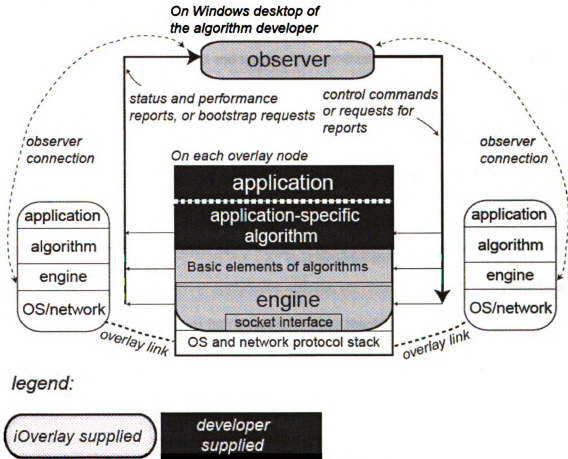 On Windows desktop of
the algorithm developer
observer
status and performance
reports, or bootstrap requests
control commands
or requests for
reports
observer
connection
observer
connection
On each overlay node
application
application-specific
algorithm
Basic elements of algorithms
engine
socket interface
OS and network protocol stack
application
algorithm
engine
OS/network
application
algorithm
engine
OS/network
overlay link
overlay link
legend:
iOverlay supplied
developer
supplied